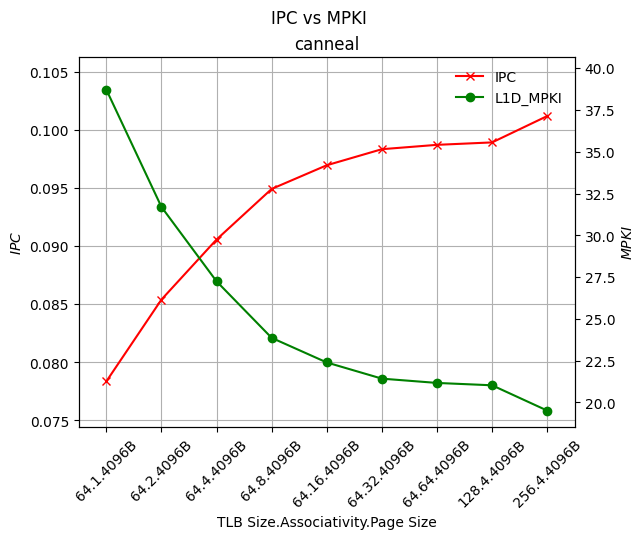 IPC vs MPKI
canneal
IPC
L1D_MPKI
0.105
0.100
0.095
0.090
0.085
0.080
0.075
IPC
40.0
37.5
35.0
32.5
30.0
27.5
25.0
22.5
20.0
MPKI
64.1.4096B
64.2.4096B
64.4.4096B
64.8.4096B
64.16.4096B
64.32.4096B
64.64.4096B
128.4.4096B
256.4.4096B
TLB Size.Associativity.Page Size